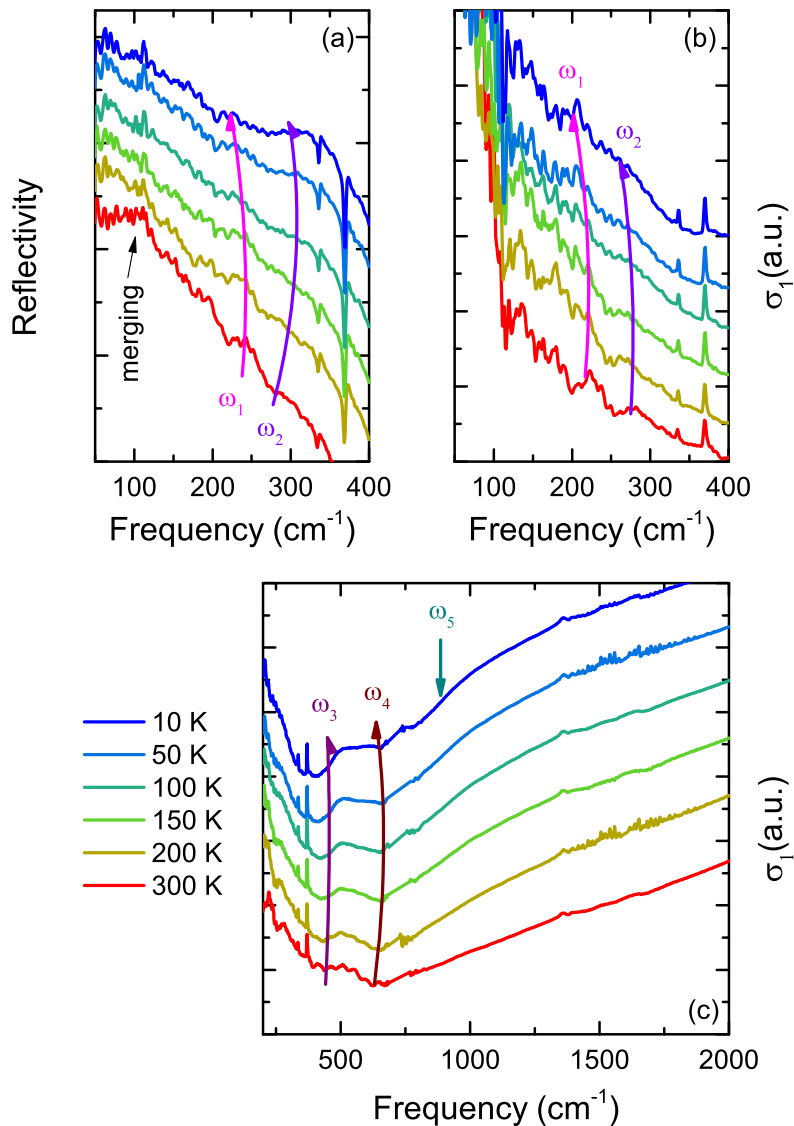 (a)
(b)
Reflectivity
merging
ω1
ω2
100 200 300 400
Frequency (cm-1)
ω1
ω2
σ1(a.u.)
100 200 300 400
Frequency (cm-1)
10 K
50 K
100 K
150 K
200 K
300 K
ω3
ω4
ω5
σ1(a.u.)
(c)
500 1000 1500 2000
Frequency (cm-1)